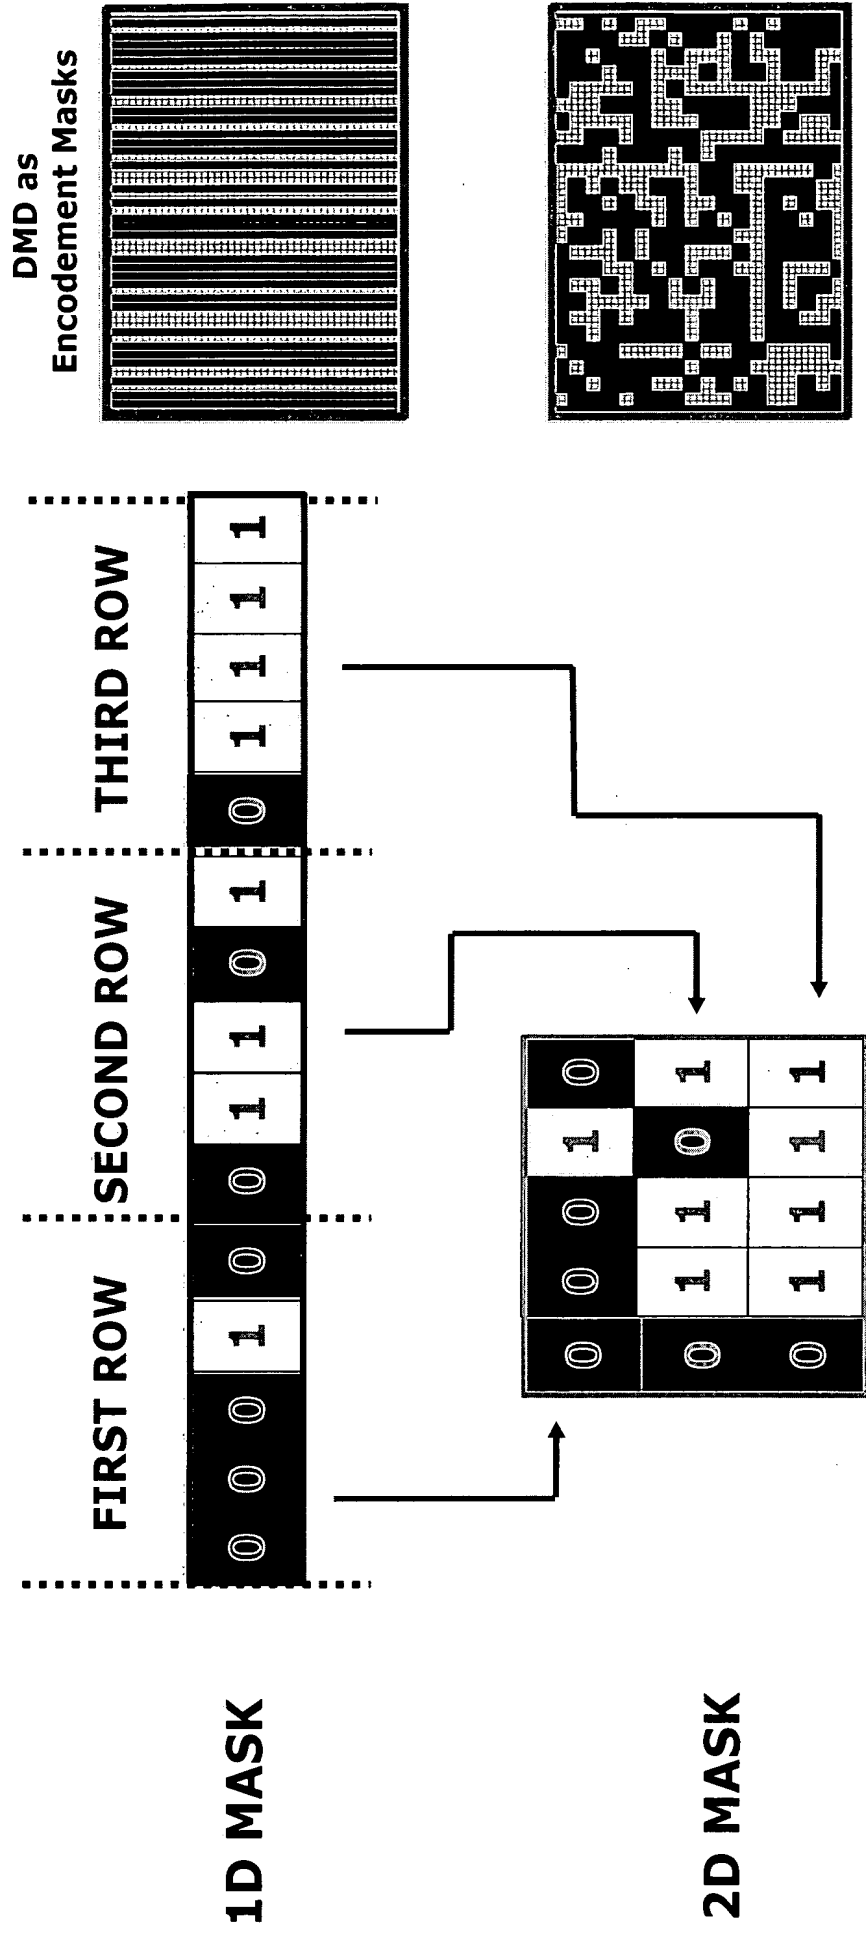 DMD as
Encodement Masks
FIRST ROW SECOND ROW THIRD ROW
1D MASK
0 0 0 1 0 0 1 1 0 1 0 1 1 1 1
2D MASK
0 0 0 1 0
0 1 1 0 1
0 1 1 1 1